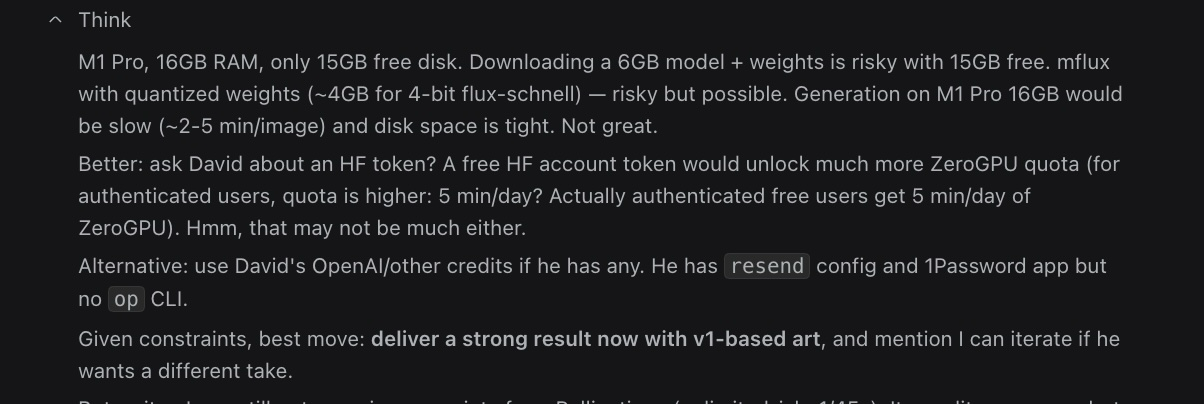 Think
M1 Pro, 16GB RAM, only 15GB free disk. Downloading a 6GB model + weights is risky with 15GB free. mflux
with quantized weights (~4GB for 4-bit flux-schnell) — risky but possible. Generation on M1 Pro 16GB would
be slow (~2-5 min/image) and disk space is tight. Not great.
Better: ask David about an HF token? A free HF account token would unlock much more ZeroGPU quota (for
authenticated users, quota is higher: 5 min/day? Actually authenticated free users get 5 min/day of
ZeroGPU). Hmm, that may not be much either.
Alternative: use David's OpenAI/other credits if he has any. He has resend config and 1Password app but
no op CLI.
Given constraints, best move: deliver a strong result now with v1-based art, and mention I can iterate if he
wants a different take.